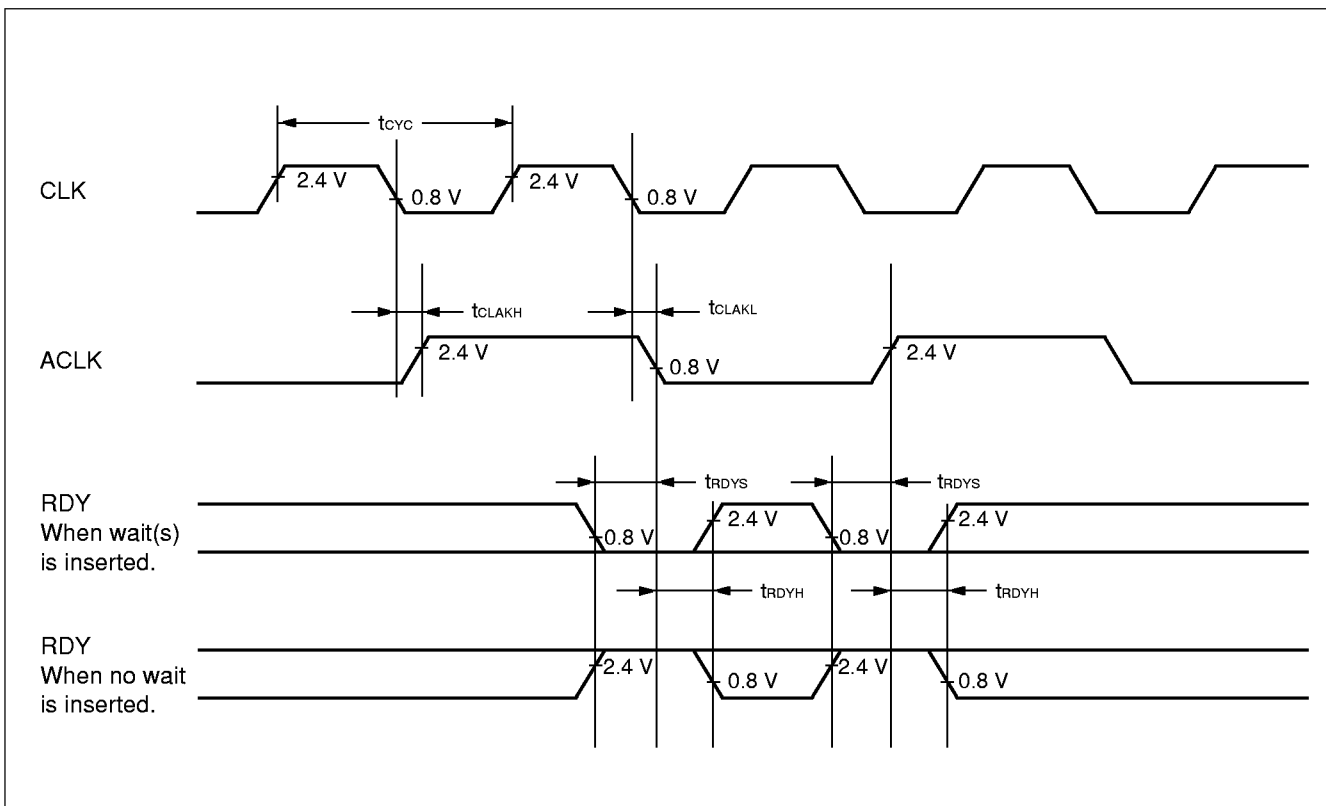 tCYC
CLK
2.4 V
0.8 V
2.4 V
0.8 V
tCLAKH
tCLAKL
ACLK
2.4 V
0.8 V
2.4 V
tRDYS
tRDYS
RDY
When wait(s)
is inserted.
0.8 V
2.4 V
0.8 V
2.4 V
tRDYH
tRDYH
RDY
When no wait
is inserted.
2.4 V
0.8 V
2.4 V
0.8 V